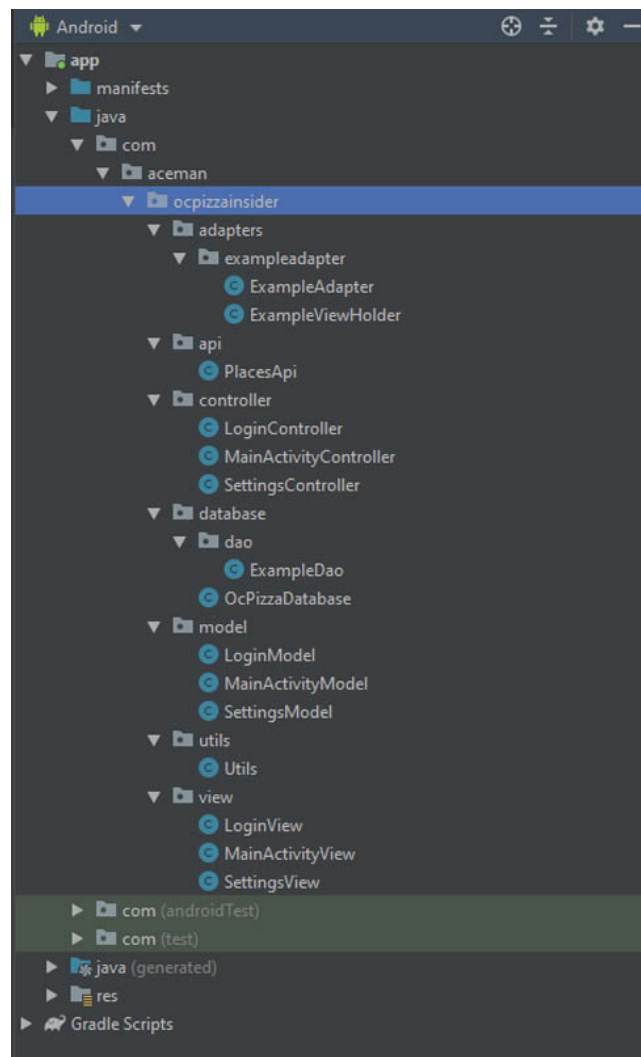 Android
app
manifests
java
com
aceman
ocpizzainsider
adapters
exampleadapter
ExampleAdapter
ExampleViewHolder
api
PlacesApi
controller
LoginController
MainActivityController
SettingsController
database
dao
ExampleDao
OcPizzaDatabase
model
LoginModel
MainActivityModel
SettingsModel
utils
Utils
view
LoginView
MainActivityView
SettingsView
com (androidTest)
com (test)
java (generated)
res
Gradle Scripts